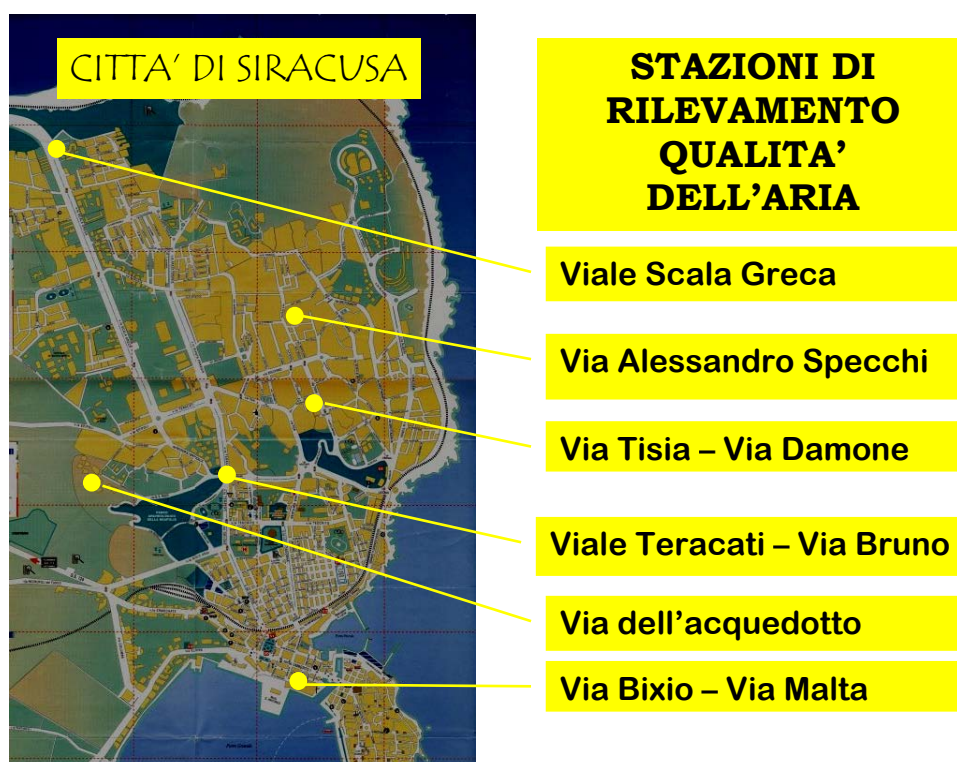 CITTA' DI SIRACUSA
STAZIONI DI
RILEVAMENTO
QUALITA'
DELL'ARIA
Viale Scala Greca
Via Alessandro Specchi
Via Tisia – Via Damone
Viale Teracati – Via Bruno
Via dell'acquedotto
Via Bixio – Via Malta